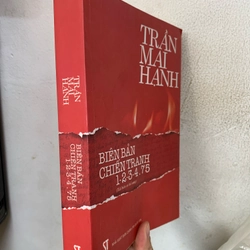 TRẦN
MAI
HẠNH
BIÊN BẢN
CHIẾN TRANH
1-2-3-4.75
TRẦN
MAI
HẠNH
BIÊN BẢN
CHIẾN TRANH
1-2-3-4.75